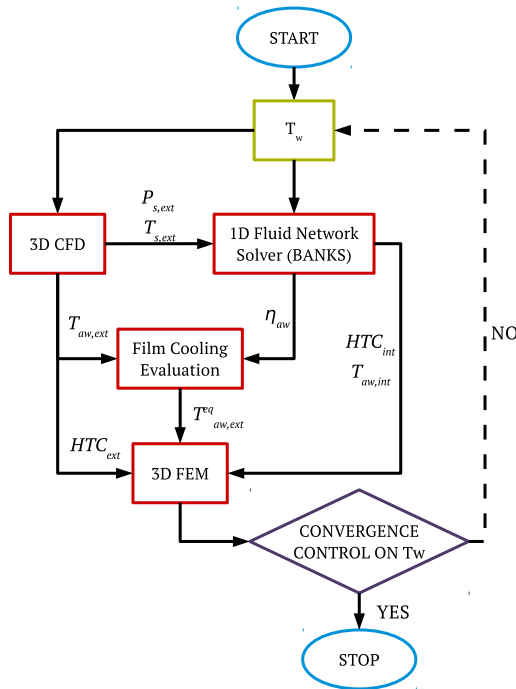 START
T_w
P_s,ext
T_s,ext
3D CFD
1D Fluid Network
Solver (BANKS)
T_aw,ext
η_aw
Film Cooling
Evaluation
HTC_int
T_aw,int
NO
T^eq_aw,ext
HTC_ext
3D FEM
CONVERGENCE
CONTROL ON Tw
YES
STOP